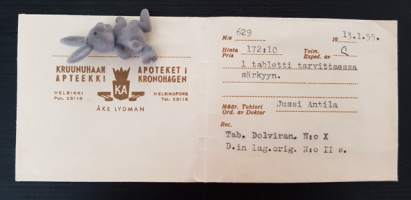 KRUUNUHAAN
APTEEKKI
APOTEKET I
KRONOHAGEN
HELSINKI
HELSINGFORS
KA
ÅKE LYDMAN
N:o 629
19 13.1.55.
Hinta
Pris 172:10
Toim.
Exped. av
1 tabletti tarvittaessa
särkyyn.
Määr. Tohtori
Ord. av Doktor
Jussi Antila
Rec.
Tab. Dolviran. N:o X
D.in lag.orig. N:o II s.